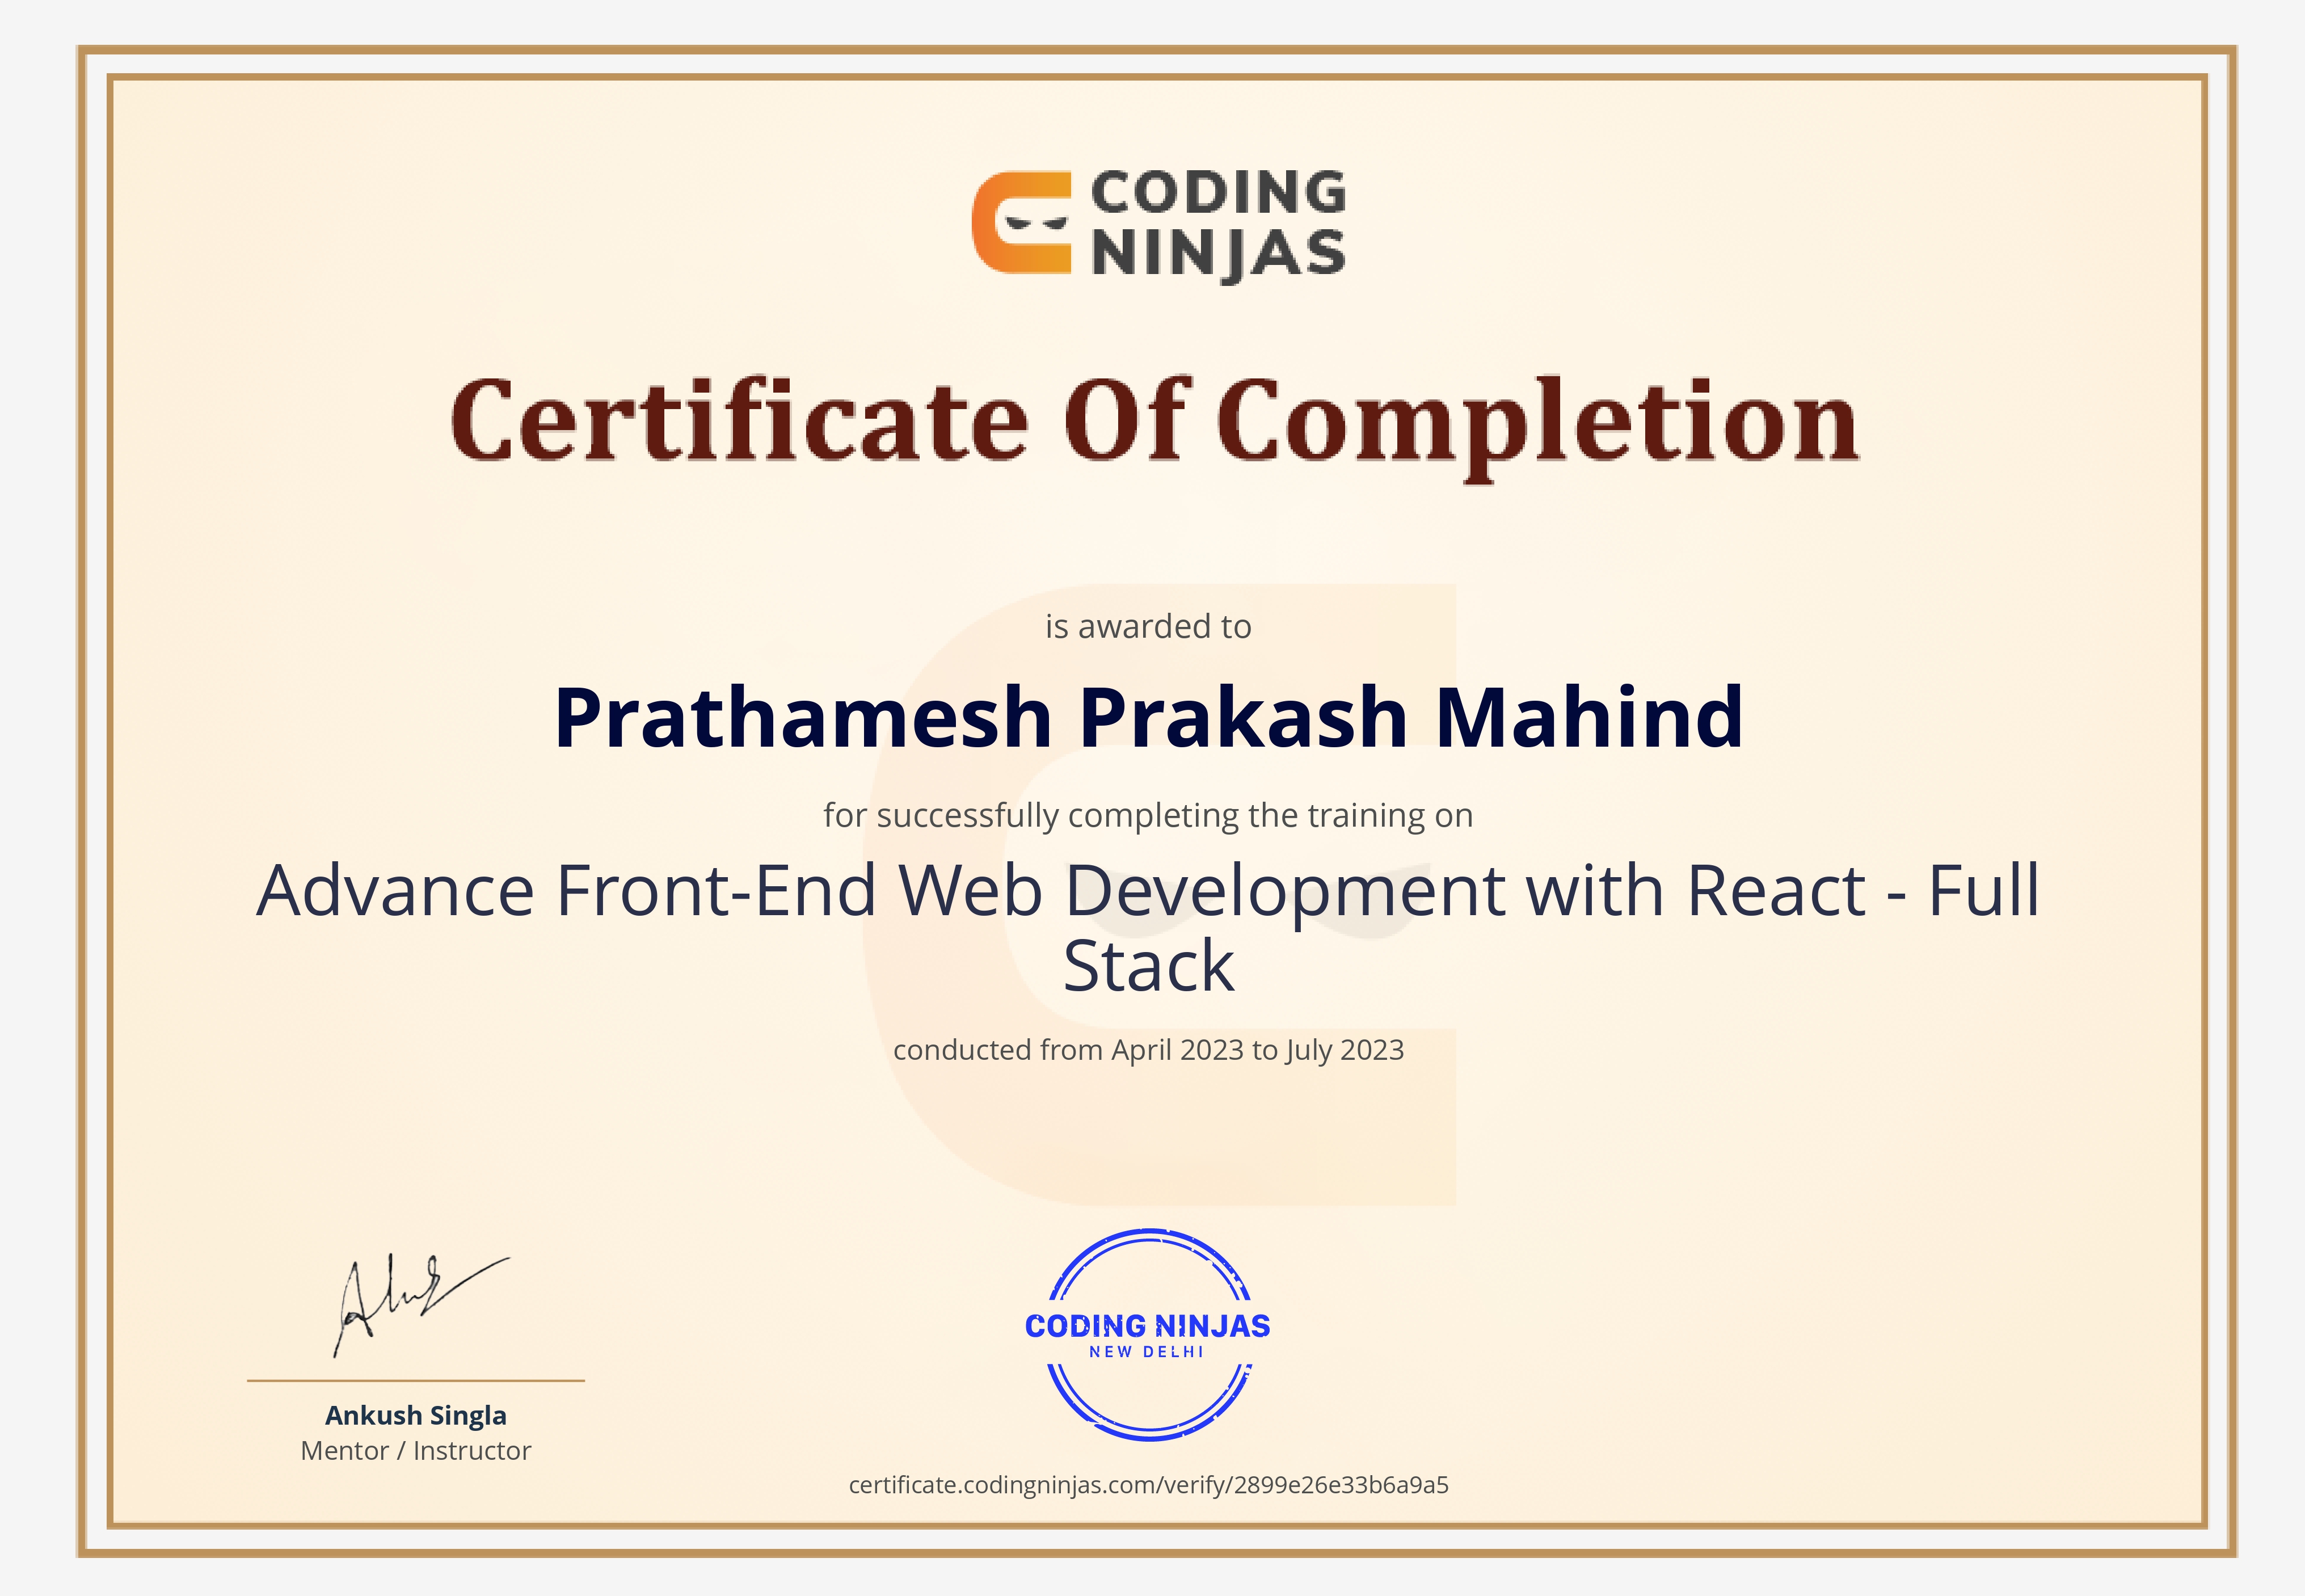 CODING
NINJAS
Certificate Of Completion
is awarded to
Prathamesh Prakash Mahind
for successfully completing the training on
Advance Front-End Web Development with React - Full
Stack
conducted from April 2023 to July 2023
CODING NINJAS
NEW DELHI
Ankush Singla
Mentor / Instructor
certificate.codingninjas.com/verify/2899e26e33b6a9a5